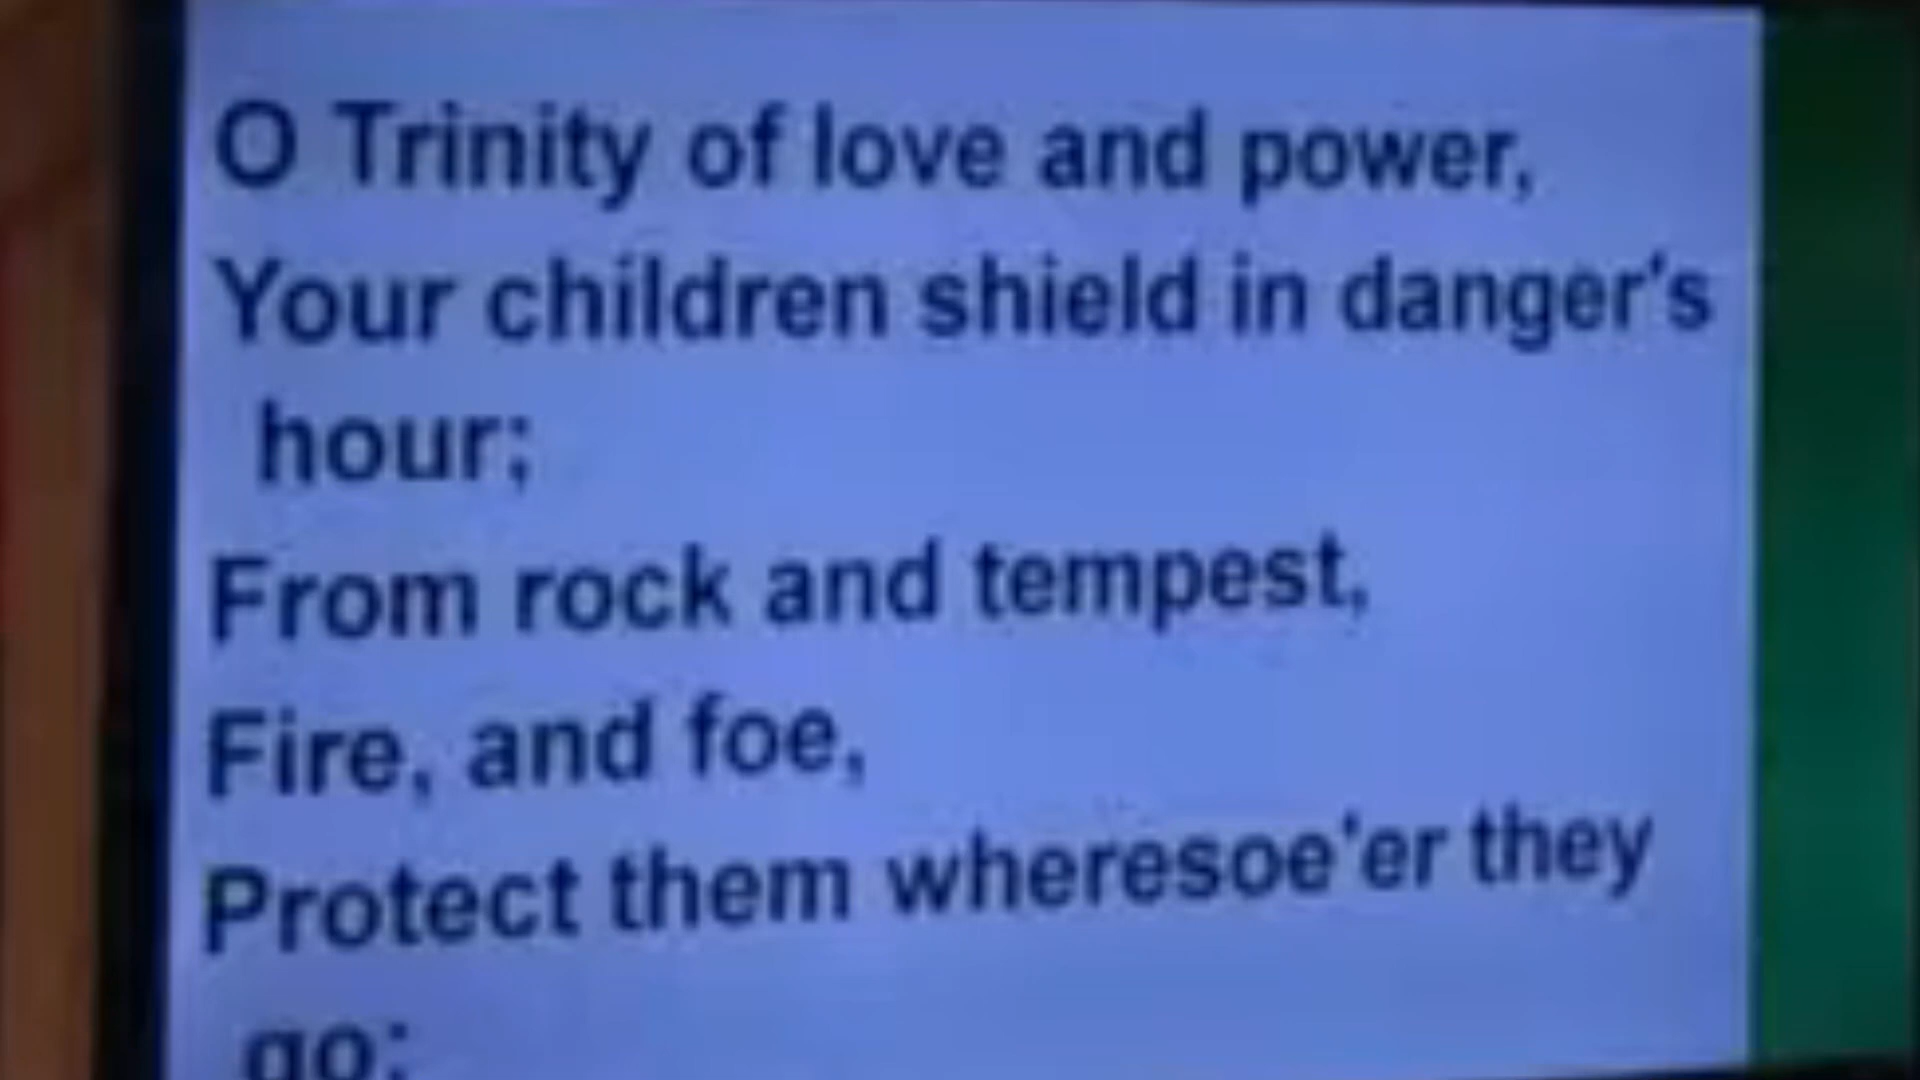 O Trinity of love and power,
Your children shield in danger's
hour;
From rock and tempest,
Fire, and foe,
Protect them wheresoe'er they
go;